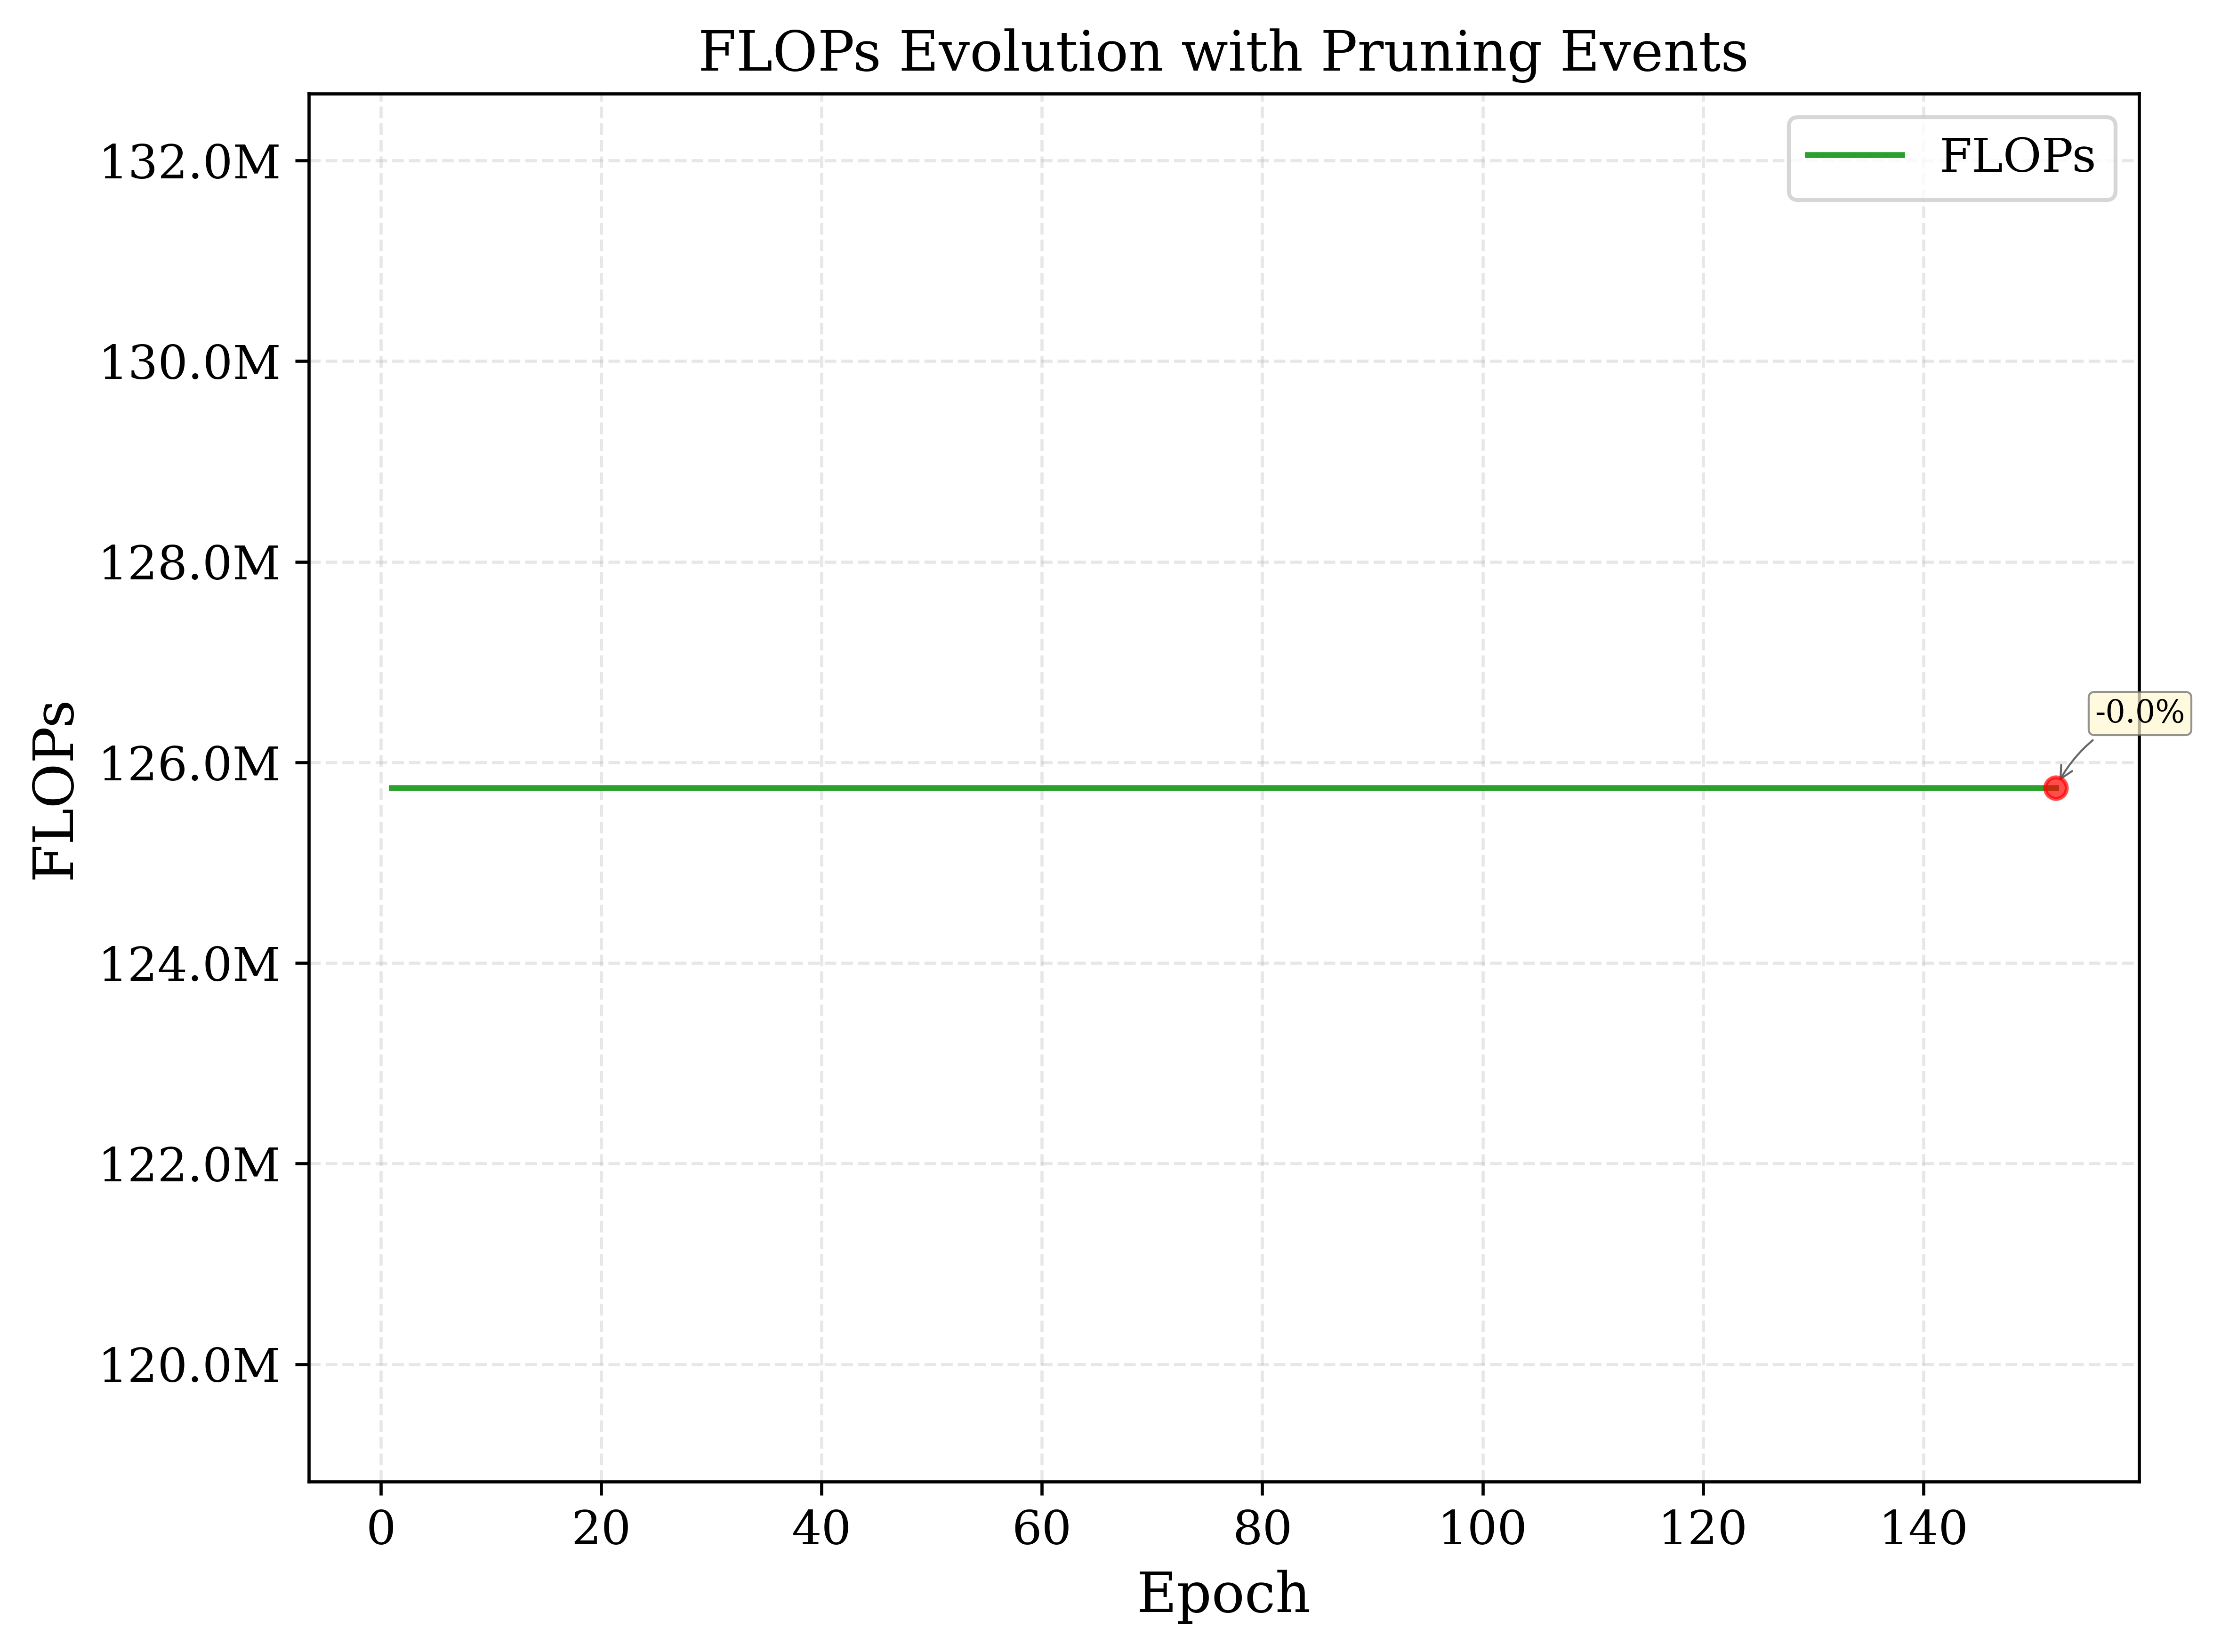 FLOPs Evolution with Pruning Events
FLOPs
132.0M
130.0M
128.0M
126.0M
124.0M
122.0M
120.0M
FLOPs
-0.0%
0 20 40 60 80 100 120 140
Epoch